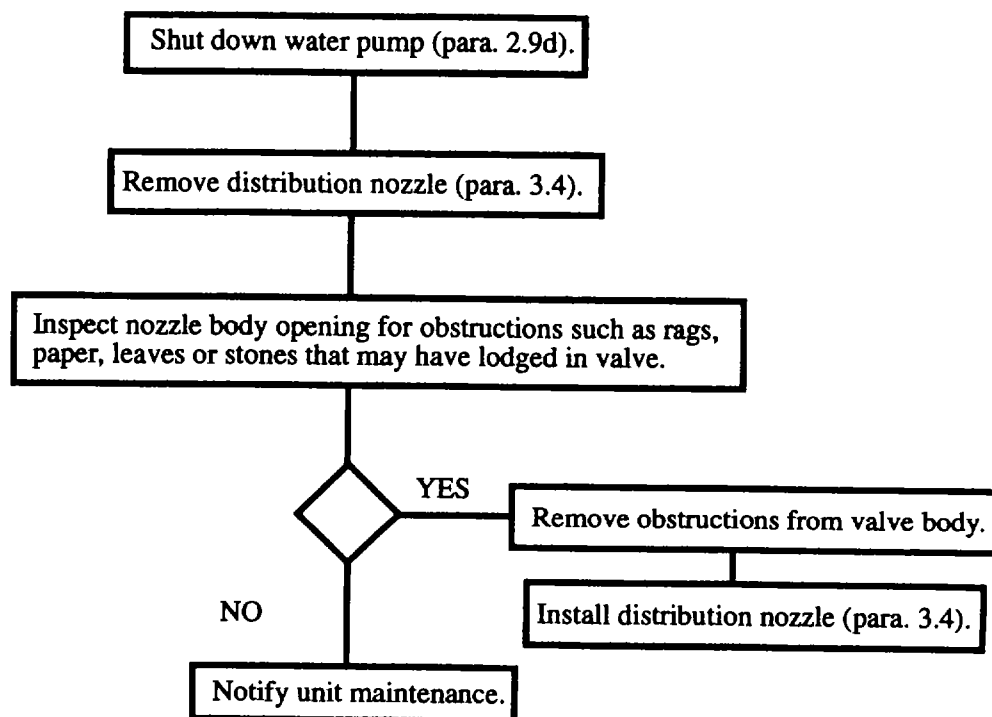 Shut down water pump (para. 2.9d).
Remove distribution nozzle (para. 3.4).
Inspect nozzle body opening for obstructions such as rags,
paper, leaves or stones that may have lodged in valve.
YES
Remove obstructions from valve body.
Install distribution nozzle (para. 3.4).
NO
Notify unit maintenance.